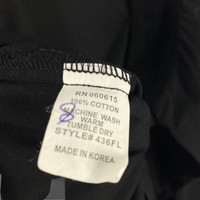 RN 060615
100% COTTON
MACHINE WASH
WARM
TUMBLE DRY
STYLE# 436FL
MADE IN KOREA